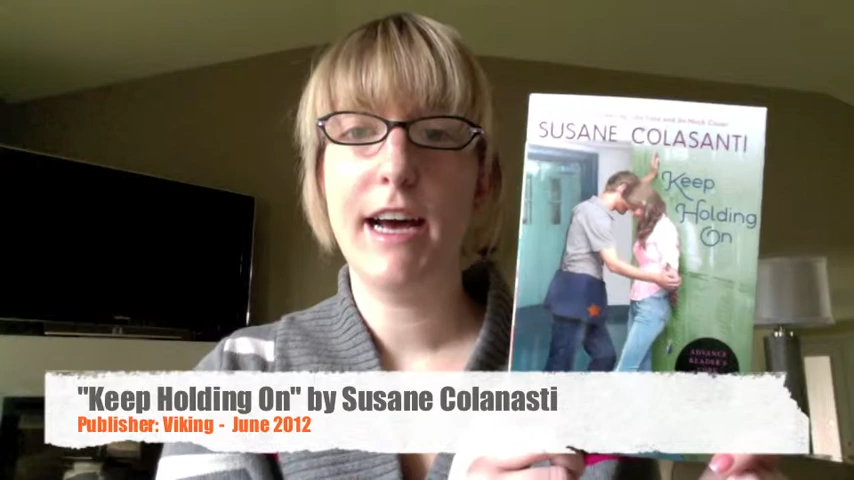 SUSANE COLASANTI
Keep
Holding
On
ADVANCE
READER'S
"Keep Holding On" by Susane Colanasti
Publisher: Viking - June 2012